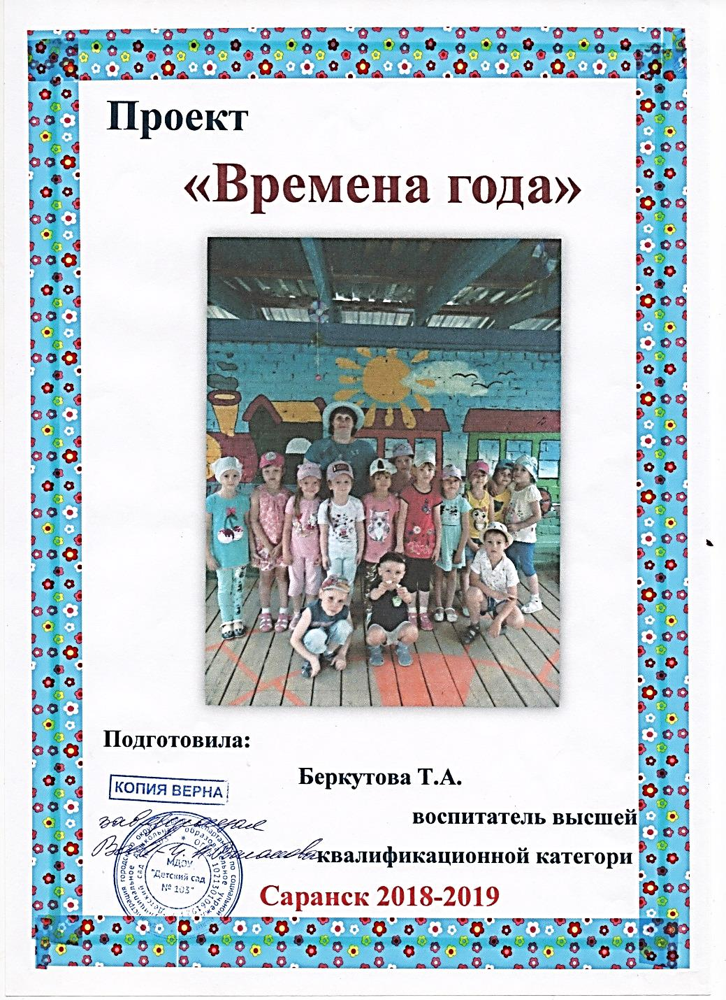 Проект
«Времена года»
Подготовила:
Беркутова Т.А.
КОПИЯ ВЕРНА
воспитатель высшей
заведующая
квалификационной категори
МДОУ
"Детский сад
№ 103"
Саранск 2018-2019